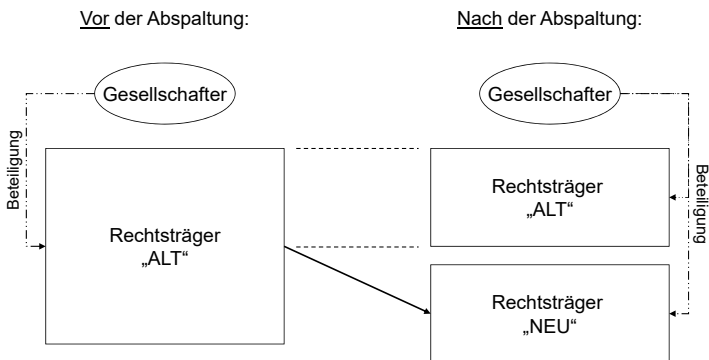 Vor der Abspaltung:
Nach der Abspaltung:
Gesellschafter
Gesellschafter
Beteiligung
Rechtsträger
„ALT“
Rechtsträger
„ALT“
Beteiligung
Rechtsträger
„NEU“